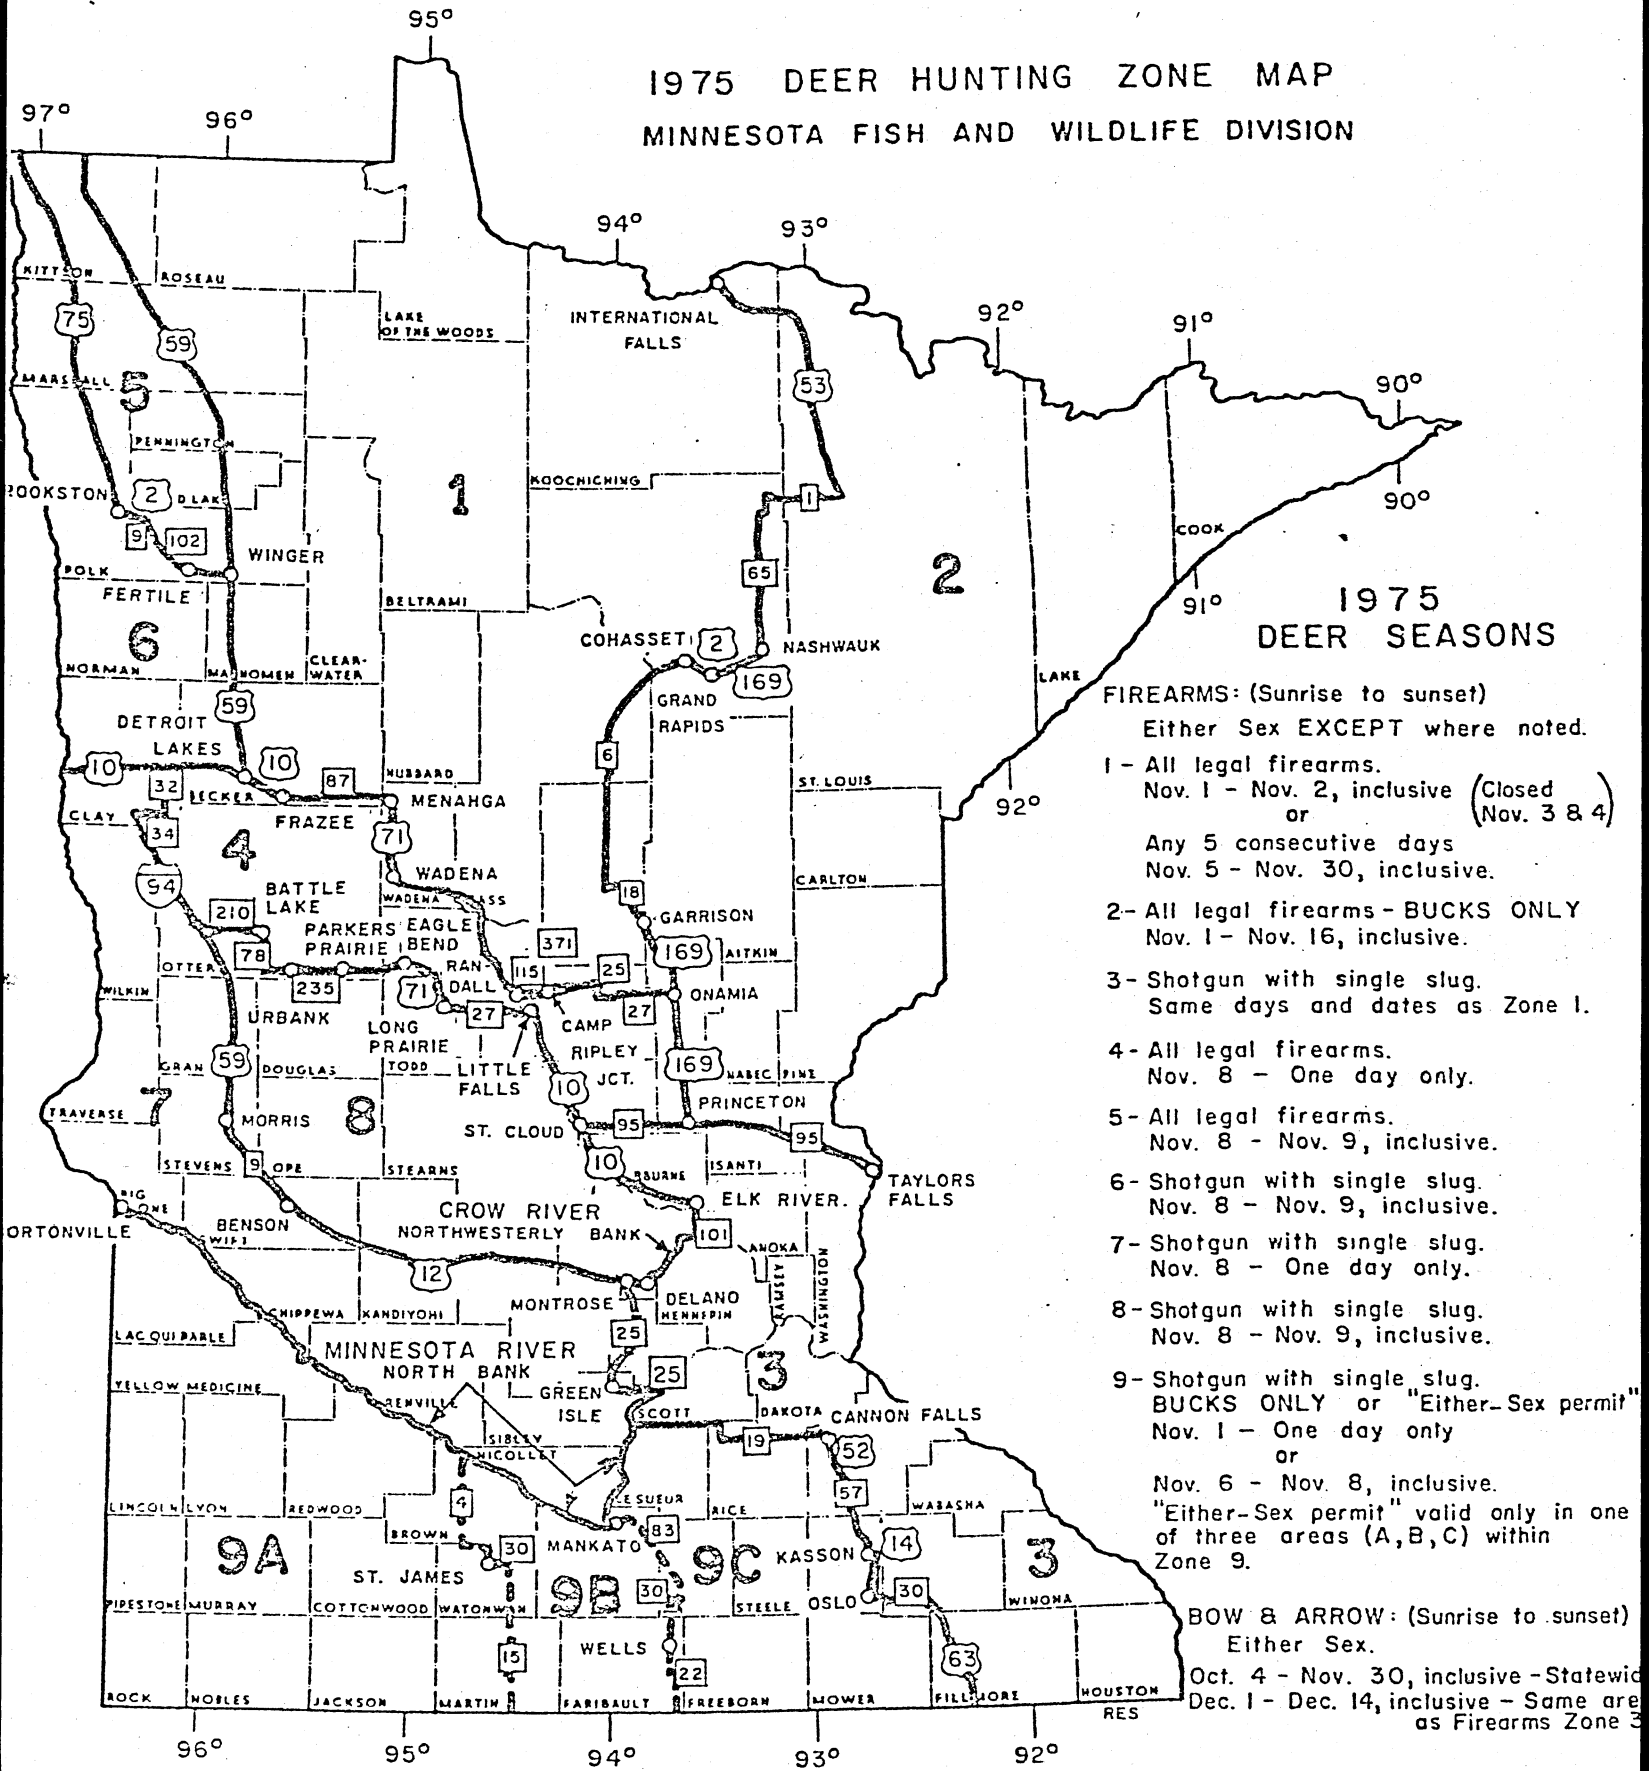 95°
1975 DEER HUNTING ZONE MAP
MINNESOTA FISH AND WILDLIFE DIVISION
97°
96°
94°
93°
92°
91°
90°
KITTSON
ROSEAU
75
59
LAKE
OF THE WOODS
INTERNATIONAL
FALLS
53
MARSHALL
5
PENNINGTON
1
KOOCHICHING
1
ROOKSTON
2
D LAK
9
102
WINGER
65
2
COOK
90°
91°
POLK
FERTILE
BELTRAMI
6
COHASSET
2
NASHWAUK
169
NORMAN
MAHNOMEN
CLEAR-
WATER
GRAND
RAPIDS
LAKE
59
DETROIT
LAKES
10
10
6
32
BECKER
87
HUBBARD
MENAHGA
ST. LOUIS
92°
CLAY
34
FRAZEE
71
4
94
WADENA
WADENA
ASS
CARLTON
BATTLE
LAKE
210
18
GARRISON
PARKERS
PRAIRIE
EAGLE
BEND
371
169
AITKIN
OTTER
78
RAN-
DALL
115
25
WILKIN
235
71
27
27
ONAMIA
URBANK
LONG
PRAIRIE
CAMP
RIPLEY
JCT.
LITTLE
FALLS
59
GRAN
DOUGLAS
TODD
10
169
NABEC
PINE
TRAVERSE
7
MORRIS
8
ST. CLOUD
95
PRINCETON
95
STEVENS
9
OPE
STEARNS
10
RBURNE
ISANTI
TAYLORS
FALLS
BIG
ONE
ORTONVILLE
BENSON
WIFT
CROW RIVER
NORTHWESTERLY BANK
ELK RIVER
101
ANOKA
RAMSEY
WASHINGTON
12
MONTROSE
DELANO
HENNEPIN
CHIPPEWA
KANDIYOHI
LAC QUI PARLE
25
MINNESOTA RIVER
NORTH BANK
25
3
YELLOW MEDICINE
RENVILLE
GREEN
ISLE
SCOTT
DAKOTA
CANNON FALLS
SIBLEY
NICOLLET
19
52
57
LINCOLN
LYON
REDWOOD
4
LE SUEUR
RICE
WABASHA
BROWN
9A
30
MANKATO
83
9C
KASSON
14
3
ST. JAMES
9B
30
OSLO
30
PIPESTONE
MURRAY
COTTONWOOD
WATONWAN
STEELE
WINONA
15
WELLS
22
63
ROCK
NOBLES
JACKSON
MARTIN
FARIBAULT
FREEBORN
MOWER
FILLMORE
HOUSTON
RES
96°
95°
94°
93°
92°
1975
DEER SEASONS
FIREARMS: (Sunrise to sunset)
Either Sex EXCEPT where noted.
1 - All legal firearms.
Nov. 1 - Nov. 2, inclusive (Closed Nov. 3 & 4)
or
Any 5 consecutive days
Nov. 5 - Nov. 30, inclusive.
2- All legal firearms - BUCKS ONLY
Nov. 1 - Nov. 16, inclusive.
3- Shotgun with single slug.
Same days and dates as Zone 1.
4- All legal firearms.
Nov. 8 - One day only.
5- All legal firearms.
Nov. 8 - Nov. 9, inclusive.
6- Shotgun with single slug.
Nov. 8 - Nov. 9, inclusive.
7- Shotgun with single slug.
Nov. 8 - One day only.
8- Shotgun with single slug.
Nov. 8 - Nov. 9, inclusive.
9- Shotgun with single slug.
BUCKS ONLY or "Either-Sex permit"
Nov. 1 - One day only
or
Nov. 6 - Nov. 8, inclusive.
"Either-Sex permit" valid only in one
of three areas (A,B,C) within
Zone 9.
BOW & ARROW: (Sunrise to sunset)
Either Sex.
Oct. 4 - Nov. 30, inclusive - Statewid
Dec. 1 - Dec. 14, inclusive - Same are
as Firearms Zone 3